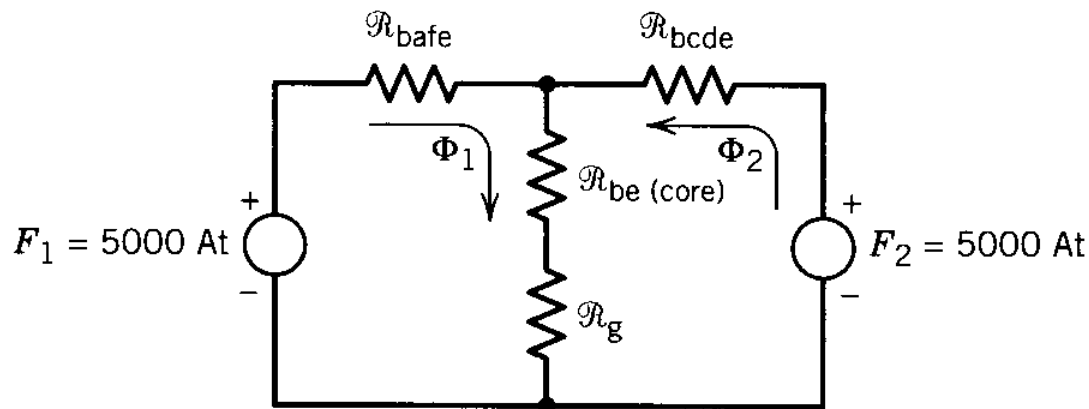 ℛbafe
ℛbcde
Φ1
Φ2
ℛbe (core)
+
+
F1 = 5000 At
F2 = 5000 At
−
−
ℛg